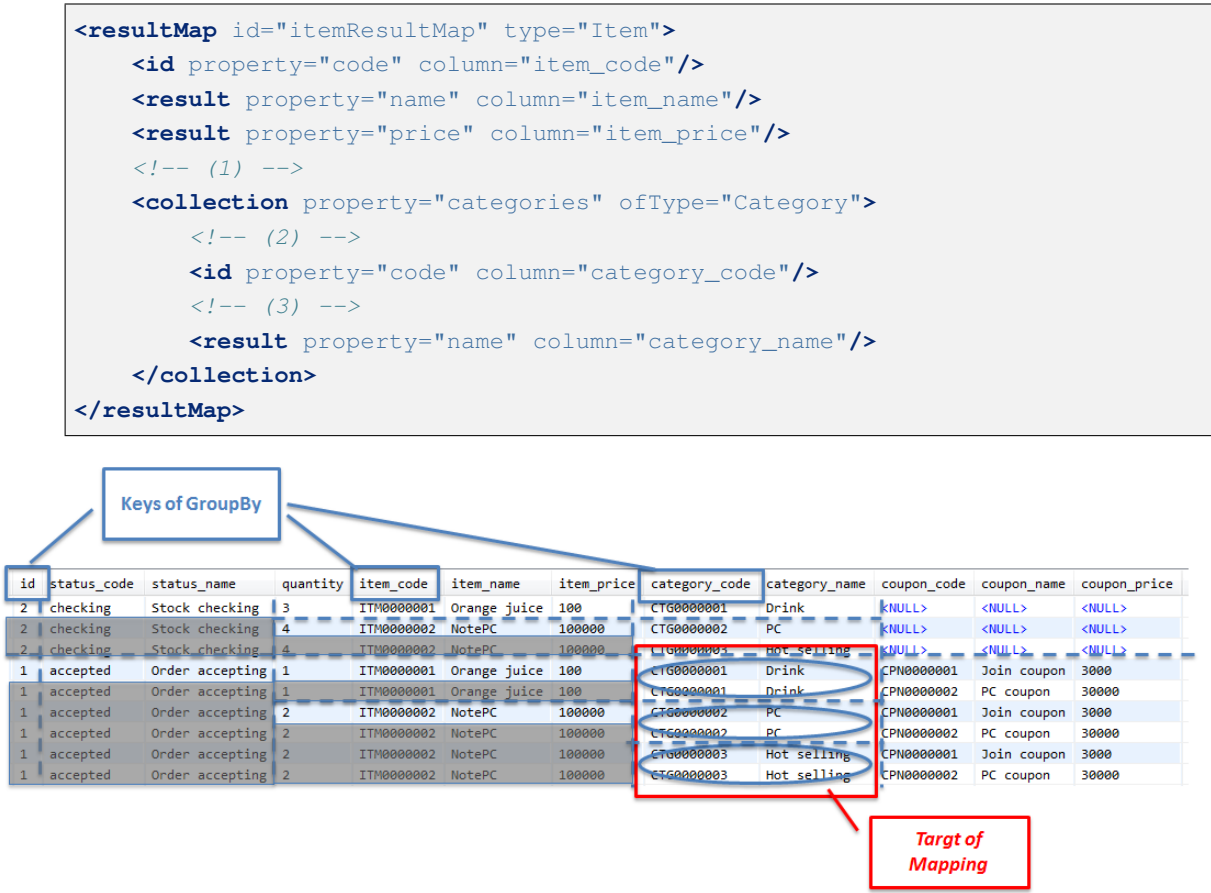 <resultMap id="itemResultMap" type="Item">
    <id property="code" column="item_code"/>
    <result property="name" column="item_name"/>
    <result property="price" column="item_price"/>
    <!-- (1) -->
    <collection property="categories" ofType="Category">
        <!-- (2) -->
        <id property="code" column="category_code"/>
        <!-- (3) -->
        <result property="name" column="category_name"/>
    </collection>
</resultMap>
Keys of GroupBy
id status_code status_name quantity item_code item_name item_price category_code category_name coupon_code coupon_name coupon_price
2 checking Stock checking 3 ITM0000001 Orange juice 100 CTG0000001 Drink <NULL> <NULL> <NULL>
2 checking Stock checking 4 ITM0000002 NotePC 100000 CTG0000002 PC <NULL> <NULL> <NULL>
2 checking Stock checking 4 ITM0000002 NotePC 100000 CTG0000003 Hot selling <NULL> <NULL> <NULL>
1 accepted Order accepting 1 ITM0000001 Orange juice 100 CTG0000001 Drink CPN0000001 Join coupon 3000
1 accepted Order accepting 1 ITM0000001 Orange juice 100 CTG0000001 Drink CPN0000002 PC coupon 30000
1 accepted Order accepting 2 ITM0000002 NotePC 100000 CTG0000002 PC CPN0000001 Join coupon 3000
1 accepted Order accepting 2 ITM0000002 NotePC 100000 CTG0000002 PC CPN0000002 PC coupon 30000
1 accepted Order accepting 2 ITM0000002 NotePC 100000 CTG0000003 Hot selling CPN0000001 Join coupon 3000
1 accepted Order accepting 2 ITM0000002 NotePC 100000 CTG0000003 Hot selling CPN0000002 PC coupon 30000
Targt of
Mapping